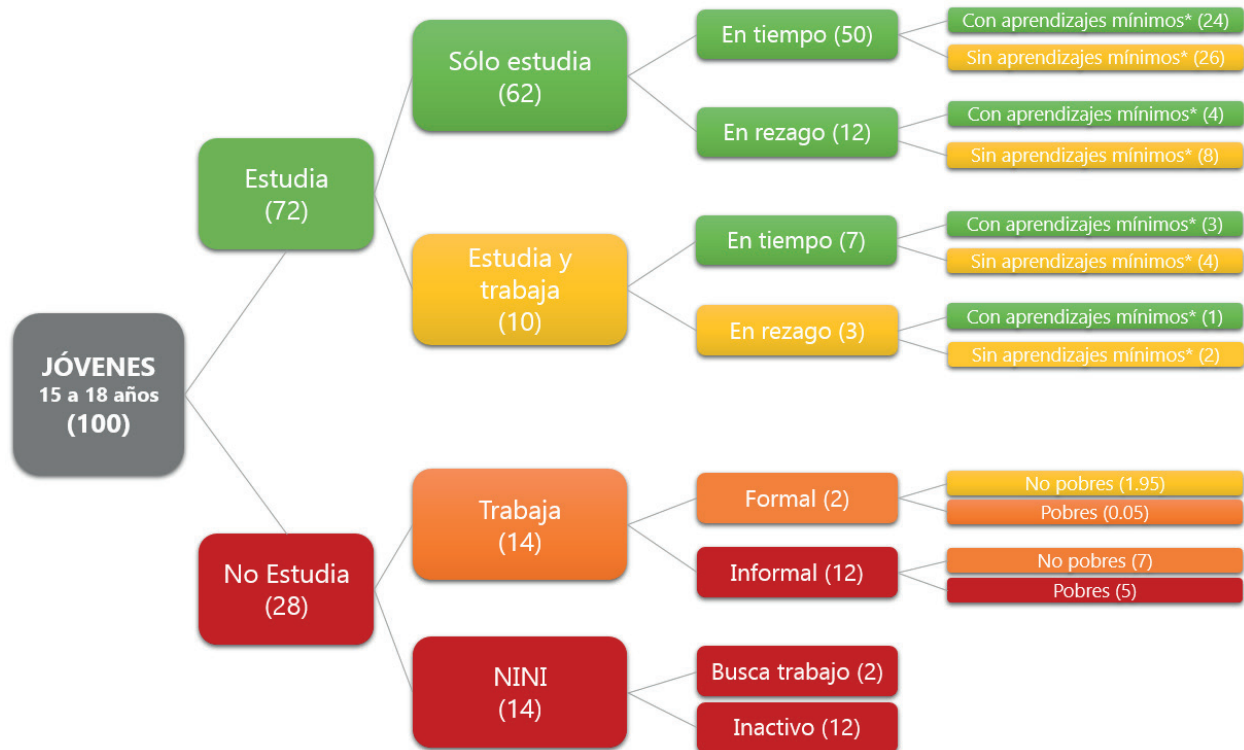 JÓVENES
15 a 18 años
(100)
Estudia
(72)
Sólo estudia
(62)
En tiempo (50)
Con aprendizajes mínimos* (24)
Sin aprendizajes mínimos* (26)
En rezago (12)
Con aprendizajes mínimos* (4)
Sin aprendizajes mínimos* (8)
Estudia y
trabaja
(10)
En tiempo (7)
Con aprendizajes mínimos* (3)
Sin aprendizajes mínimos* (4)
En rezago (3)
Con aprendizajes mínimos* (1)
Sin aprendizajes mínimos* (2)
No Estudia
(28)
Trabaja
(14)
Formal (2)
No pobres (1.95)
Pobres (0.05)
Informal (12)
No pobres (7)
Pobres (5)
NINI
(14)
Busca trabajo (2)
Inactivo (12)